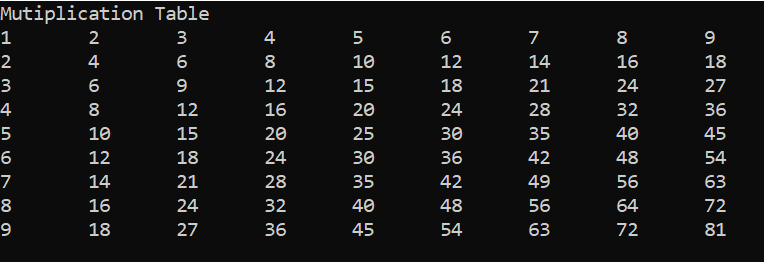 Mutiplication Table
1 2 3 4 5 6 7 8 9
2 4 6 8 10 12 14 16 18
3 6 9 12 15 18 21 24 27
4 8 12 16 20 24 28 32 36
5 10 15 20 25 30 35 40 45
6 12 18 24 30 36 42 48 54
7 14 21 28 35 42 49 56 63
8 16 24 32 40 48 56 64 72
9 18 27 36 45 54 63 72 81